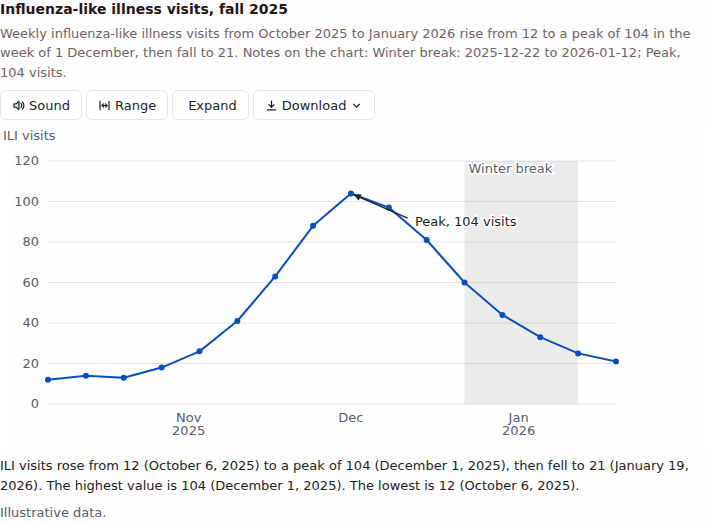 Influenza-like illness visits, fall 2025
Weekly influenza-like illness visits from October 2025 to January 2026 rise from 12 to a peak of 104 in the
week of 1 December, then fall to 21. Notes on the chart: Winter break: 2025-12-22 to 2026-01-12; Peak,
104 visits.
Sound Range Expand Download
ILI visits
120
Winter break
100
Peak, 104 visits
80
60
40
20
0
Nov Dec Jan
2025 2026
ILI visits rose from 12 (October 6, 2025) to a peak of 104 (December 1, 2025), then fell to 21 (January 19,
2026). The highest value is 104 (December 1, 2025). The lowest is 12 (October 6, 2025).
Illustrative data.